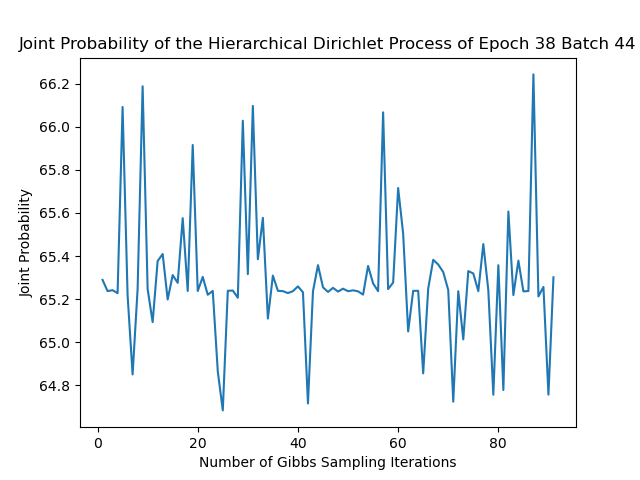 Joint Probability of the Hierarchical Dirichlet Process of Epoch 38 Batch 44
66.2
66.0
65.8
65.6
65.4
65.2
65.0
64.8
Joint Probability
0 20 40 60 80
Number of Gibbs Sampling Iterations